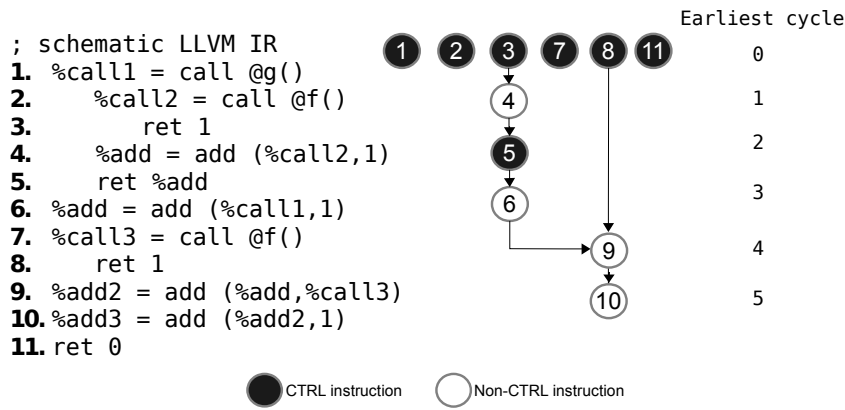 Earliest cycle
; schematic LLVM IR
1. %call1 = call @g()
2. %call2 = call @f()
3. ret 1
4. %add = add (%call2,1)
5. ret %add
6. %add = add (%call1,1)
7. %call3 = call @f()
8. ret 1
9. %add2 = add (%add,%call3)
10. %add3 = add (%add2,1)
11. ret 0
1 2 3 7 8 11 0
4 1
5 2
6 3
9 4
10 5
CTRL instruction Non-CTRL instruction